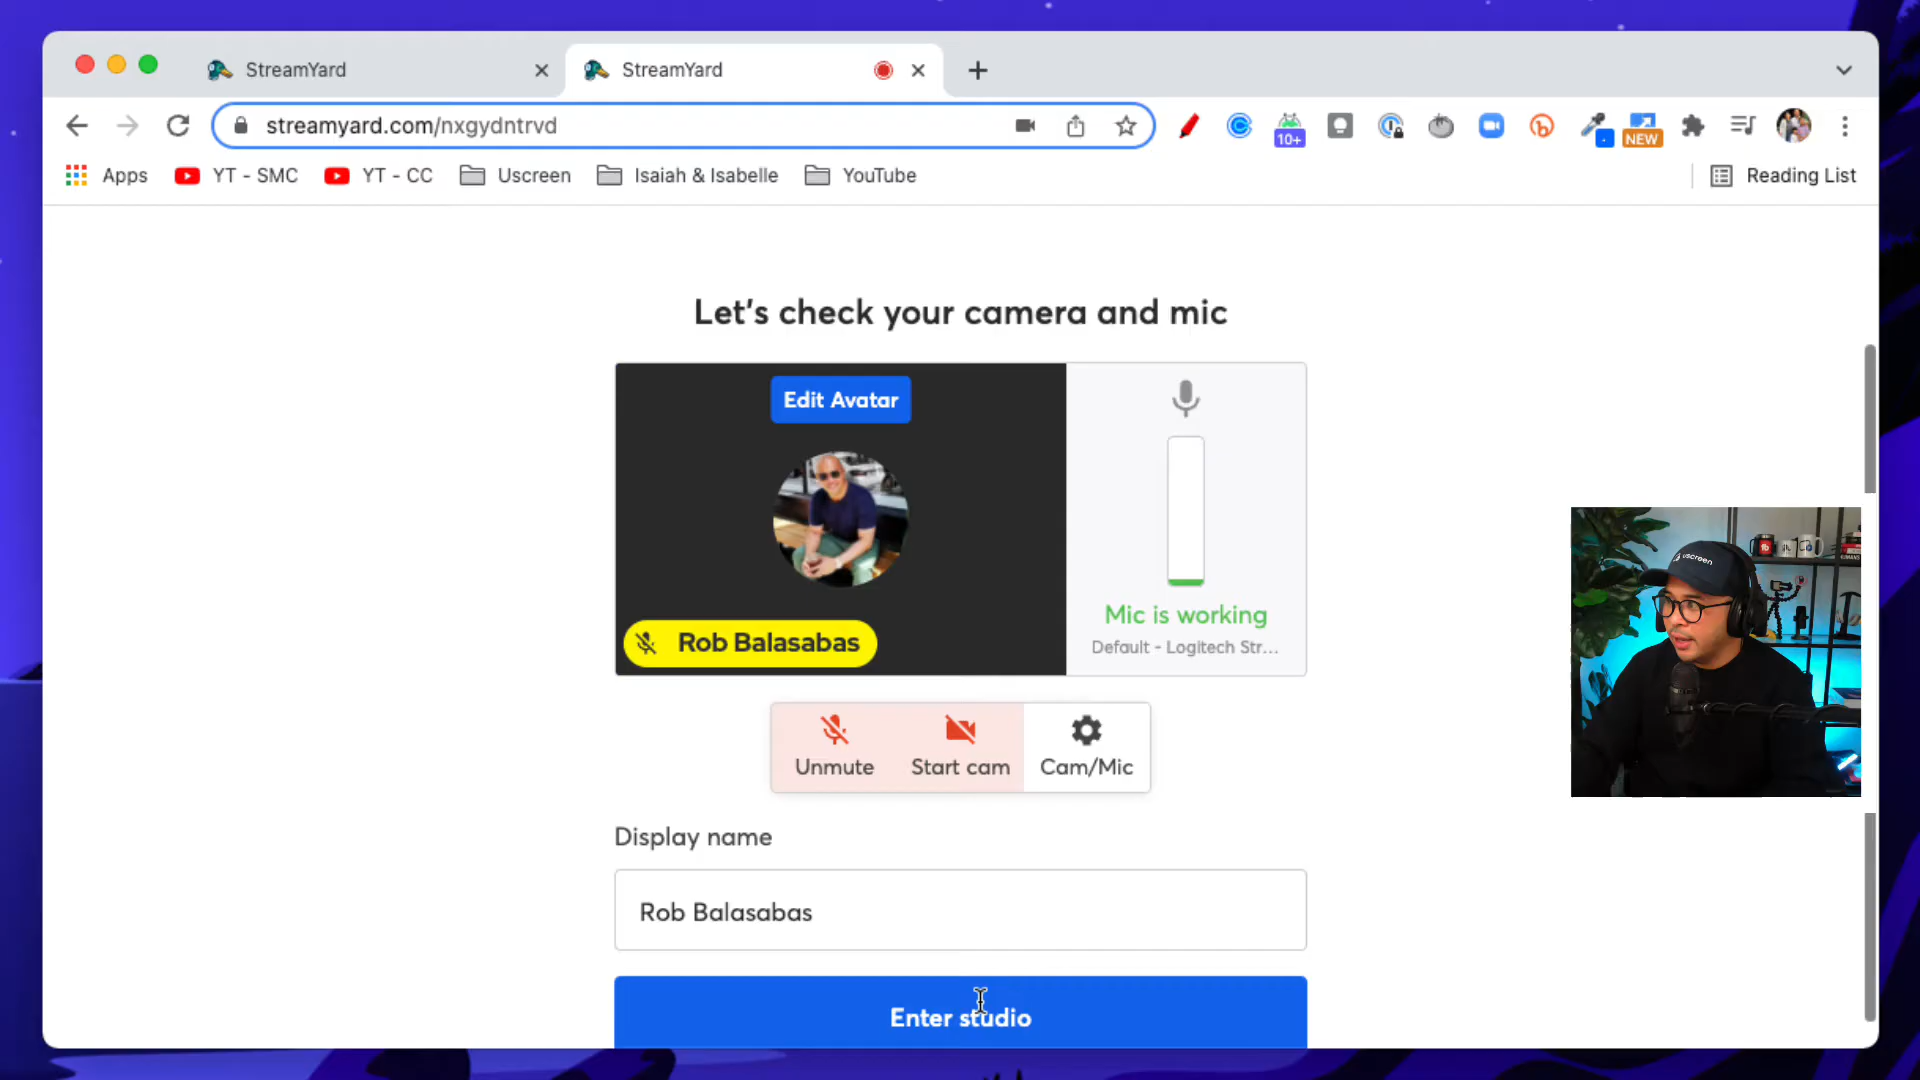 StreamYard
StreamYard
streamyard.com/nxgydntrvd
10+
NEW
Apps
YT - SMC
YT - CC
Uscreen
Isaiah & Isabelle
YouTube
Reading List
Let's check your camera and mic
Edit Avatar
Rob Balasabas
Mic is working
Default - Logitech Str...
Unmute
Start cam
Cam/Mic
Display name
Rob Balasabas
Enter studio
uscreen